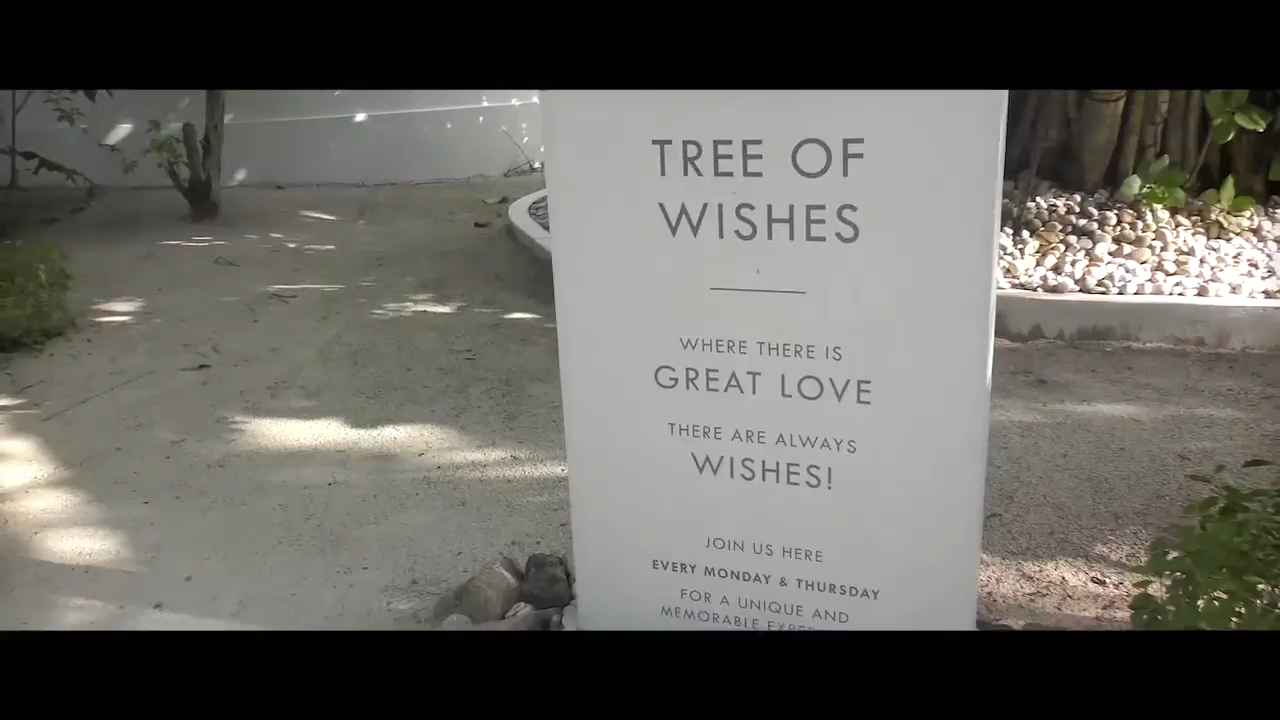 TREE OF
WISHES
WHERE THERE IS
GREAT LOVE
THERE ARE ALWAYS
WISHES!
JOIN US HERE
EVERY MONDAY & THURSDAY
FOR A UNIQUE AND
MEMORABLE